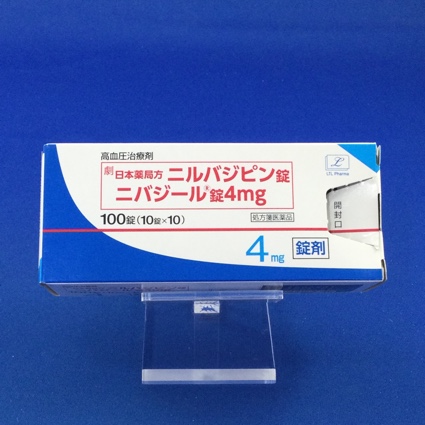 高血圧治療剤
劇 日本薬局方 ニルバジピン錠
ニバジール®錠4mg
100錠(10錠×10)
処方箋医薬品
4mg 錠剤
L
LTL Pharma
開封口